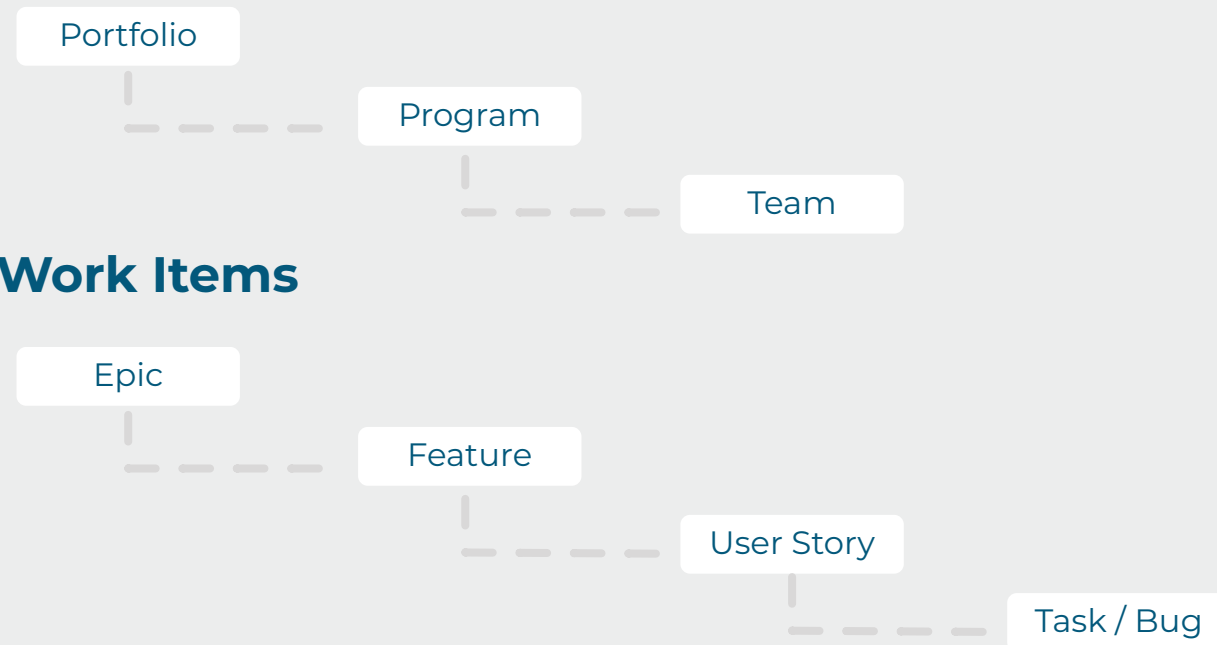 Portfolio
Program
Team
Work Items
Epic
Feature
User Story
Task / Bug